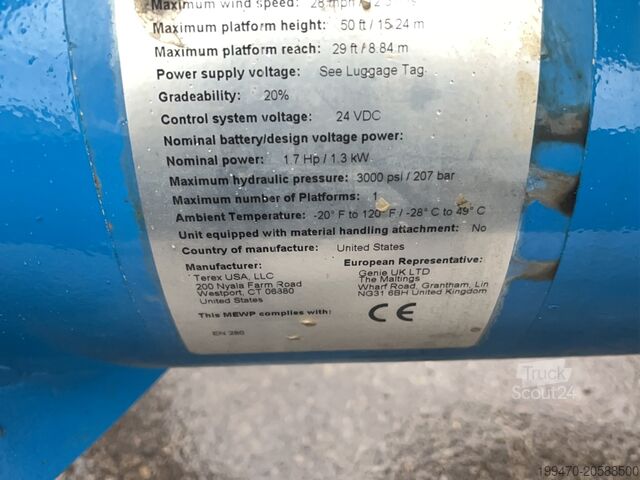 Maximum wind speed: 28 mph
Maximum platform height: 50 ft / 15.24 m
Maximum platform reach: 29 ft / 8.84 m
Power supply voltage: See Luggage Tag.
Gradeability: 20%
Control system voltage: 24 VDC
Nominal battery/design voltage power:
Nominal power: 1.7 Hp / 1.3 kW
Maximum hydraulic pressure: 3000 psi / 207 bar
Maximum number of Platforms: 1
Ambient Temperature: -20° F to 120° F / -28° C to 49° C
Unit equipped with material handling attachment: No
Country of manufacture: United States
Manufacturer:
Terex USA, LLC
200 Nyala Farm Road
Westport, CT 06880
United States
European Representative:
Genie UK LTD
The Maltings
Wharf Road, Grantham, Lin
NG31 6BH United Kingdom
This MEWP complies with:
CE
EN 280
Truck
Scout24
199470-20588500